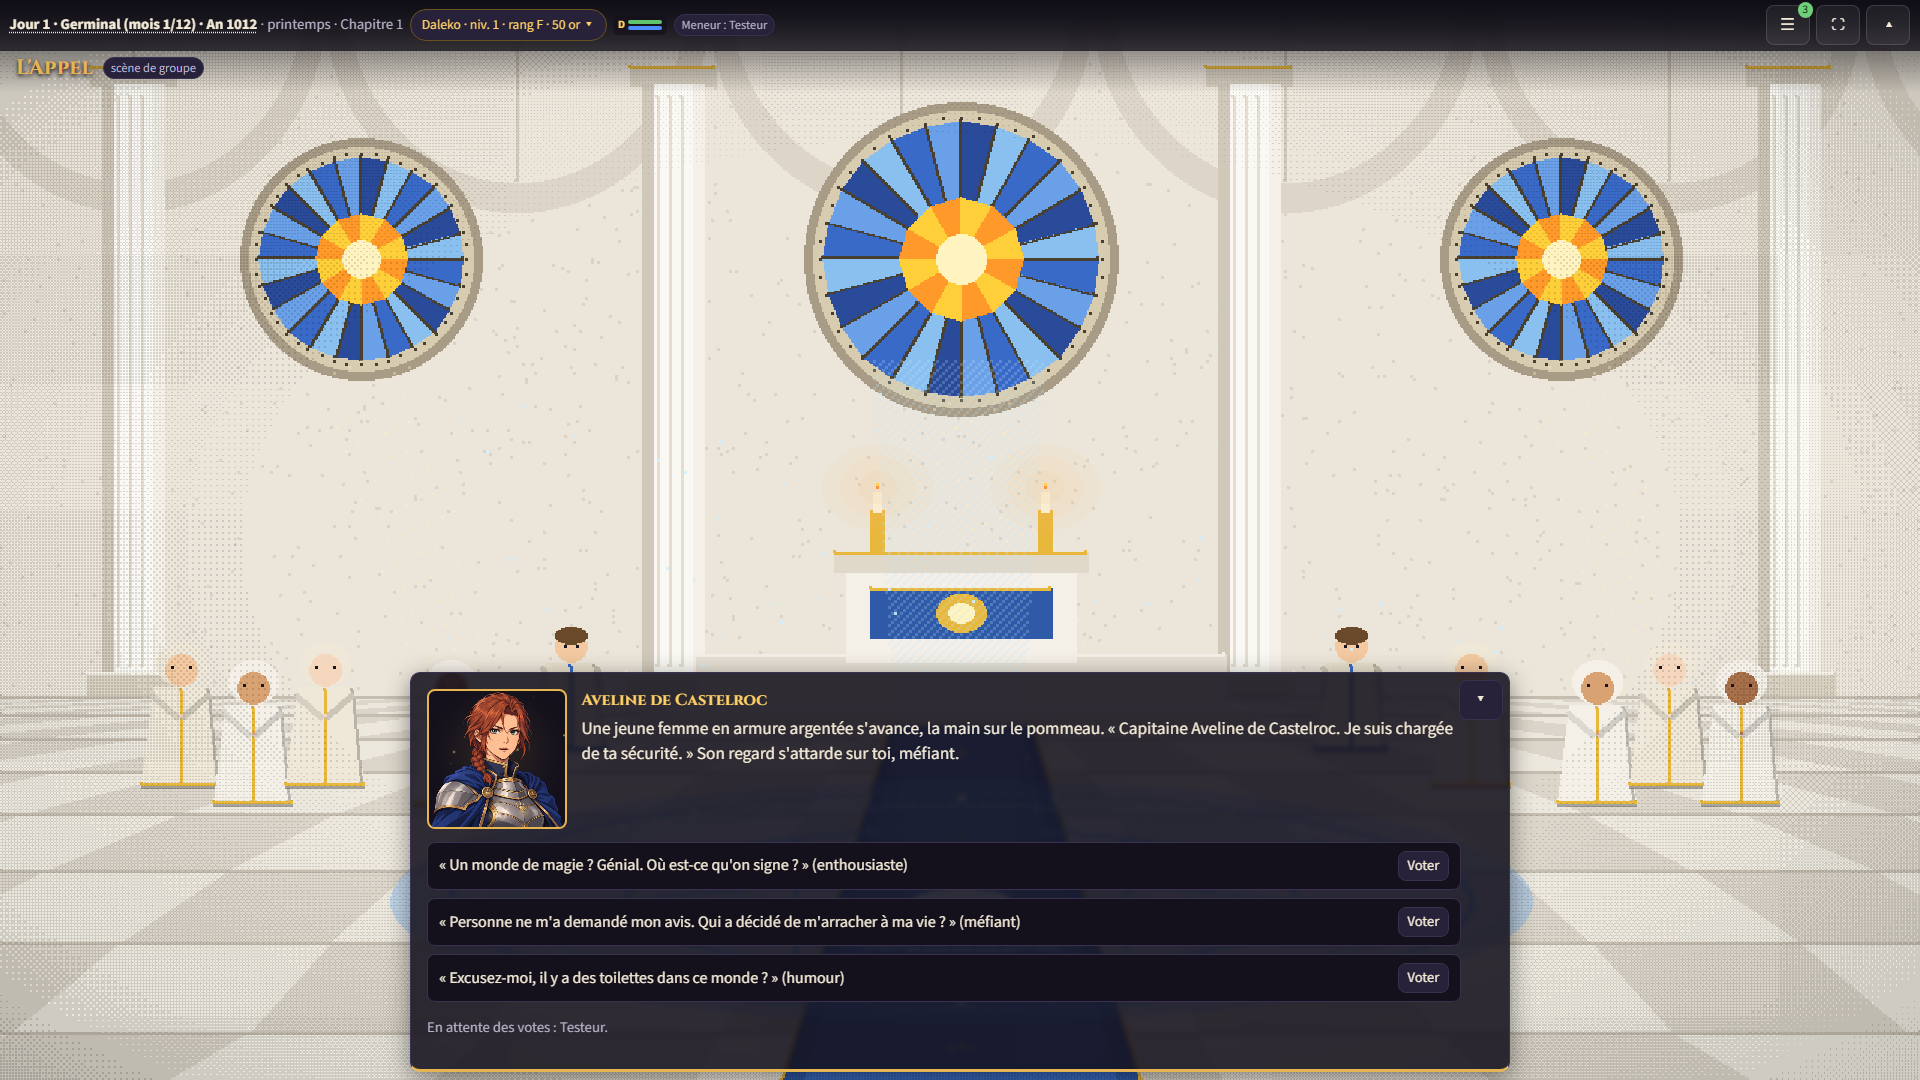 Jour 1 · Germinal (mois 1/12) · An 1012 · printemps · Chapitre 1
Daleko · niv. 1 · rang F · 50 or
D
Meneur : Testeur
3
L'Appel
scène de groupe
Aveline de Castelroc
Une jeune femme en armure argentée s'avance, la main sur le pommeau. « Capitaine Aveline de Castelroc. Je suis chargée
de ta sécurité. » Son regard s'attarde sur toi, méfiant.
« Un monde de magie ? Génial. Où est-ce qu'on signe ? » (enthousiaste)
Voter
« Personne ne m'a demandé mon avis. Qui a décidé de m'arracher à ma vie ? » (méfiant)
Voter
« Excusez-moi, il y a des toilettes dans ce monde ? » (humour)
Voter
En attente des votes : Testeur.